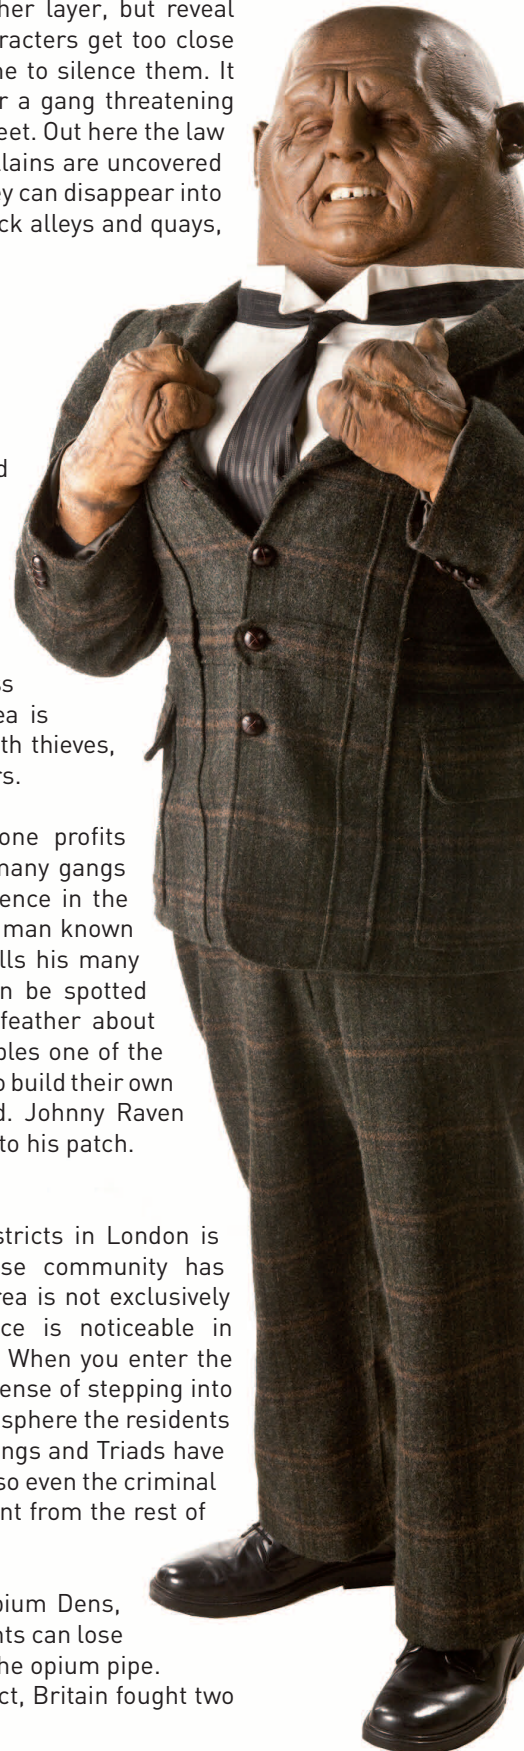 her layer, but reveal
racters get too close
ne to silence them. It
r a gang threatening
eet. Out here the law
llains are uncovered
ey can disappear into
ck alleys and quays,
d
ss
ea is
th thieves,
rs.
one profits
many gangs
ence in the
man known
lls his many
n be spotted
feather about
bles one of the
o build their own
d. Johnny Raven
to his patch.
stricts in London is
se community has
rea is not exclusively
ce is noticeable in
When you enter the
ense of stepping into
sphere the residents
ngs and Triads have
so even the criminal
nt from the rest of
pium Dens,
nts can lose
he opium pipe.
ct, Britain fought two